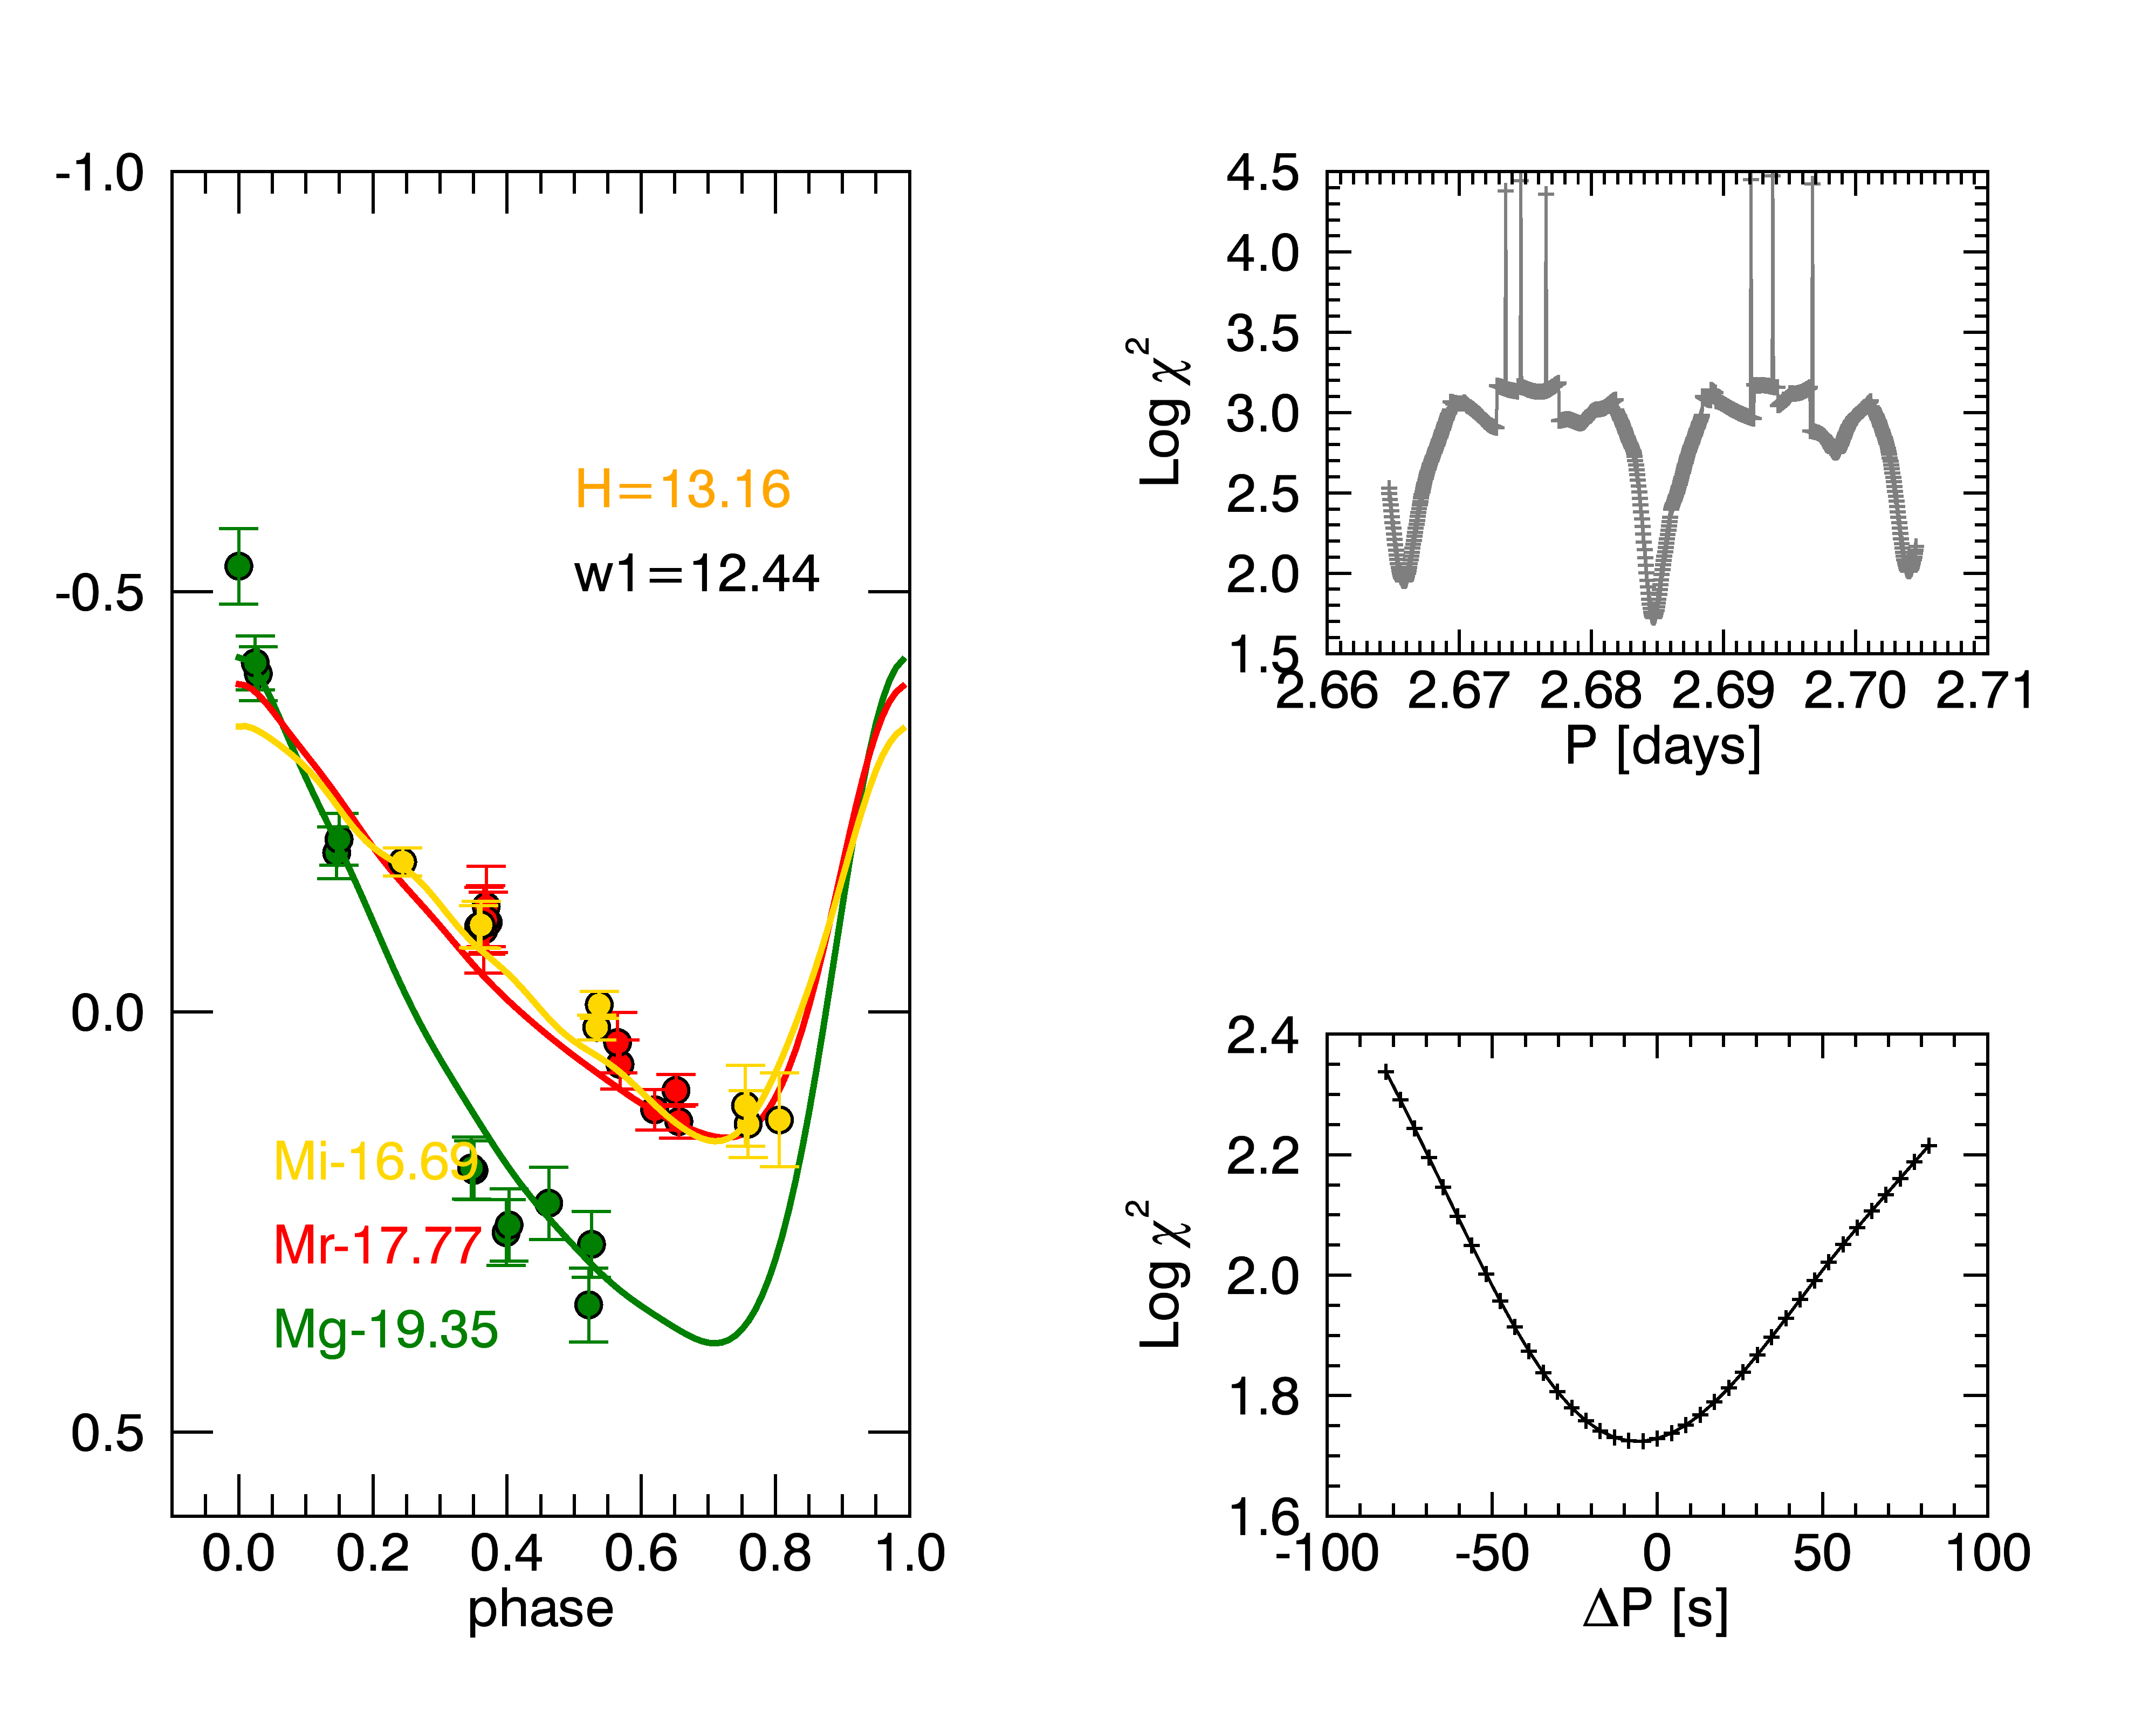 -1.0
-0.5
0.0
0.5
H=13.16
w1=12.44
Mi-16.69
Mr-17.77
Mg-19.35
0.0 0.2 0.4 0.6 0.8 1.0
phase
4.5
4.0
3.5
3.0
2.5
2.0
1.5
Log χ²
2.66 2.67 2.68 2.69 2.70 2.71
P [days]
2.4
2.2
2.0
1.8
1.6
Log χ²
-100 -50 0 50 100
ΔP [s]